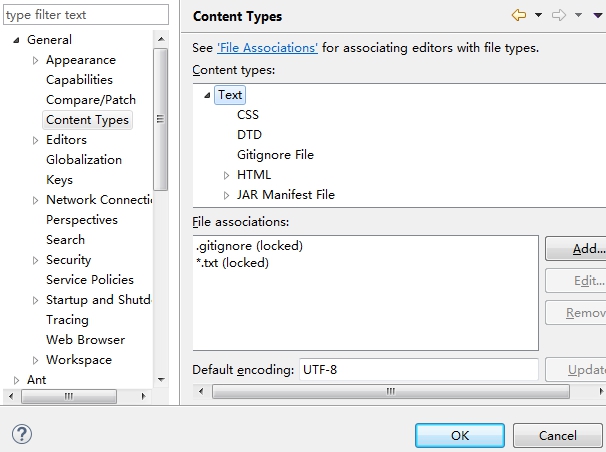 type filter text
General
Appearance
Capabilities
Compare/Patch
Content Types
Editors
Globalization
Keys
Network Connectio
Perspectives
Search
Security
Service Policies
Startup and Shutdo
Tracing
Web Browser
Workspace
Ant
Content Types
See 'File Associations' for associating editors with file types.
Content types:
Text
CSS
DTD
Gitignore File
HTML
JAR Manifest File
File associations:
.gitignore (locked)
*.txt (locked)
Add...
Edit...
Remov
Default encoding: UTF-8
Update
OK
Cancel